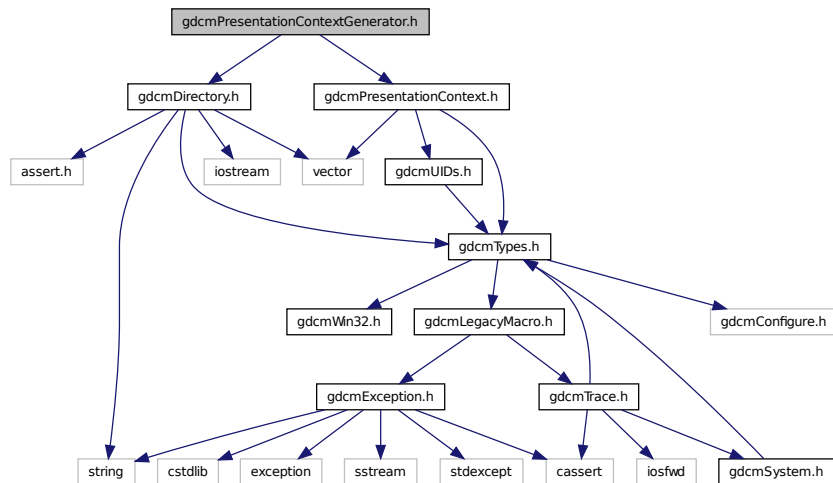 gdcmPresentationContextGenerator.h
gdcmDirectory.h
gdcmPresentationContext.h
assert.h
iostream
vector
gdcmUIDs.h
gdcmTypes.h
gdcmWin32.h
gdcmLegacyMacro.h
gdcmConfigure.h
gdcmException.h
gdcmTrace.h
string
cstdlib
exception
sstream
stdexcept
cassert
iosfwd
gdcmSystem.h